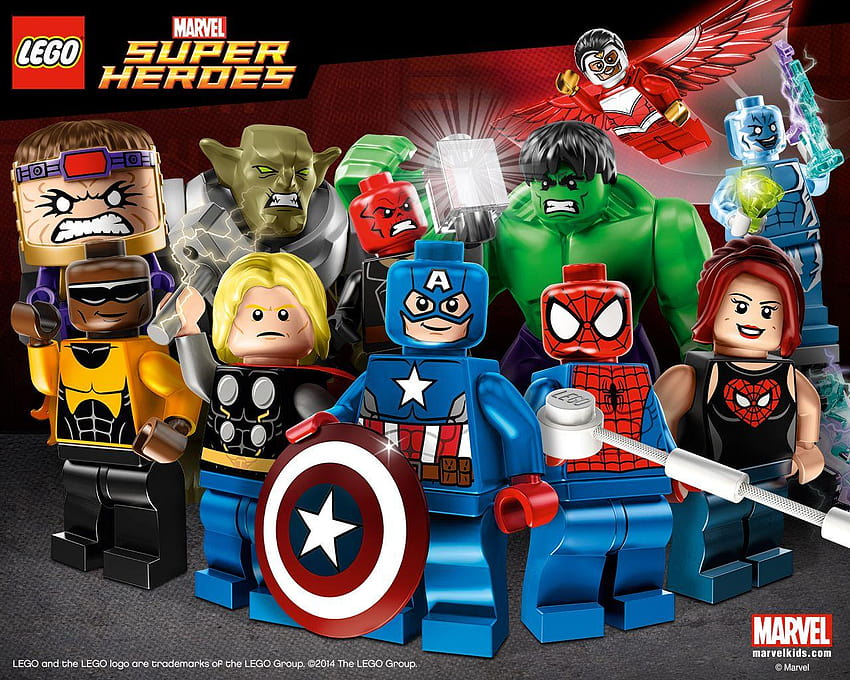 LEGO
MARVEL
SUPER
HEROES
A
LEGO
MARVEL
marvelkids.com
© Marvel
LEGO and the LEGO logo are trademarks of the LEGO Group. ©2014 The LEGO Group.